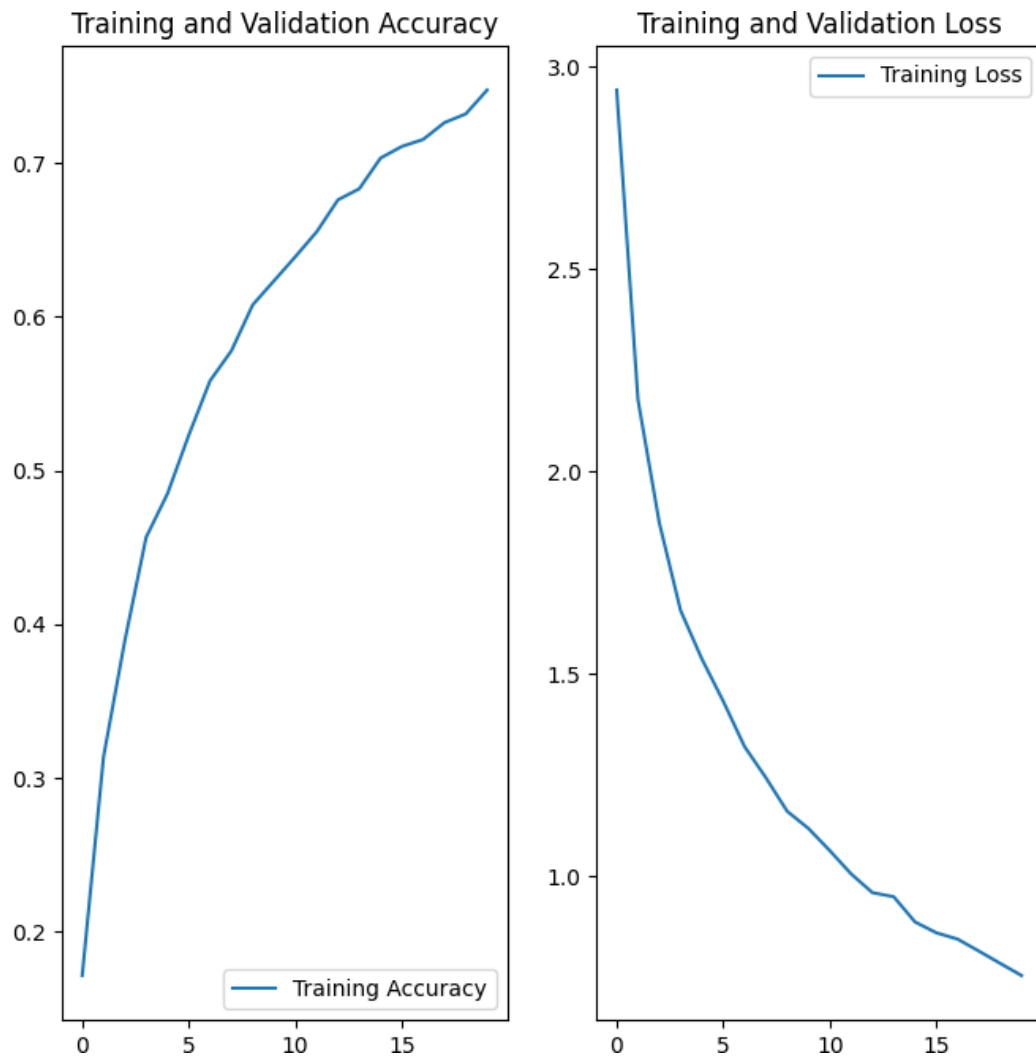 Training and Validation Accuracy
0.7
0.6
0.5
0.4
0.3
0.2
Training Accuracy
0 5 10 15
Training and Validation Loss
3.0
Training Loss
2.5
2.0
1.5
1.0
0 5 10 15